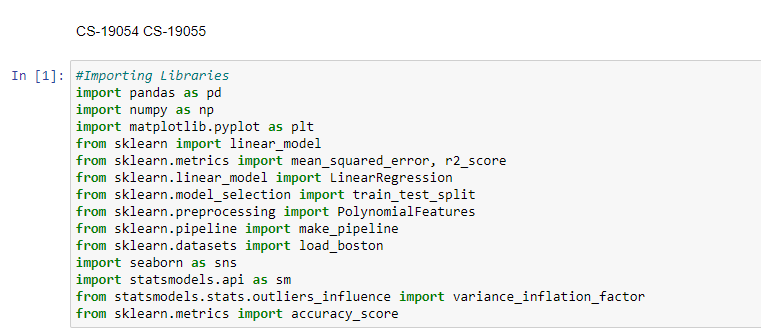 CS-19054 CS-19055
In [1]: #Importing Libraries
import pandas as pd
import numpy as np
import matplotlib.pyplot as plt
from sklearn import linear_model
from sklearn.metrics import mean_squared_error, r2_score
from sklearn.linear_model import LinearRegression
from sklearn.model_selection import train_test_split
from sklearn.preprocessing import PolynomialFeatures
from sklearn.pipeline import make_pipeline
from sklearn.datasets import load_boston
import seaborn as sns
import statsmodels.api as sm
from statsmodels.stats.outliers_influence import variance_inflation_factor
from sklearn.metrics import accuracy_score